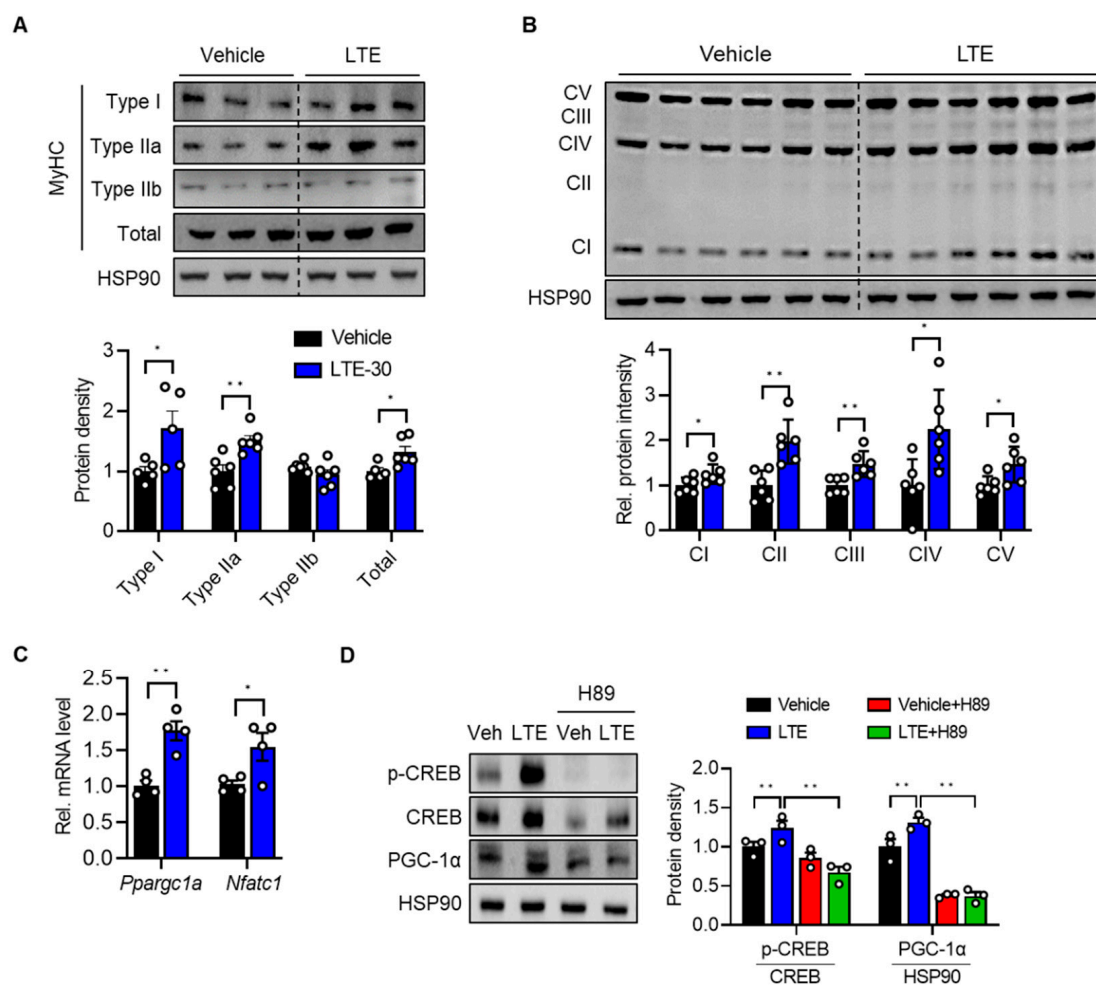 A
Vehicle LTE
MyHC
Type I
Type IIa
Type IIb
Total
HSP90
Protein density
3
2
1
0
* ** *
Vehicle
LTE-30
Type I Type IIa Type IIb Total
B
Vehicle LTE
CV
CIII
CIV
CII
CI
HSP90
Rel. protein intensity
4
3
2
1
0
* ** ** * *
CI CII CIII CIV CV
C
Rel. mRNA level
2.5
2.0
1.5
1.0
0.5
0.0
** *
Ppargc1a Nfatc1
D
H89
Veh LTE Veh LTE
p-CREB
CREB
PGC-1α
HSP90
Vehicle Vehicle+H89
LTE LTE+H89
Protein density
2.0
1.5
1.0
0.5
0.0
** ** ** **
p-CREB PGC-1α
CREB HSP90